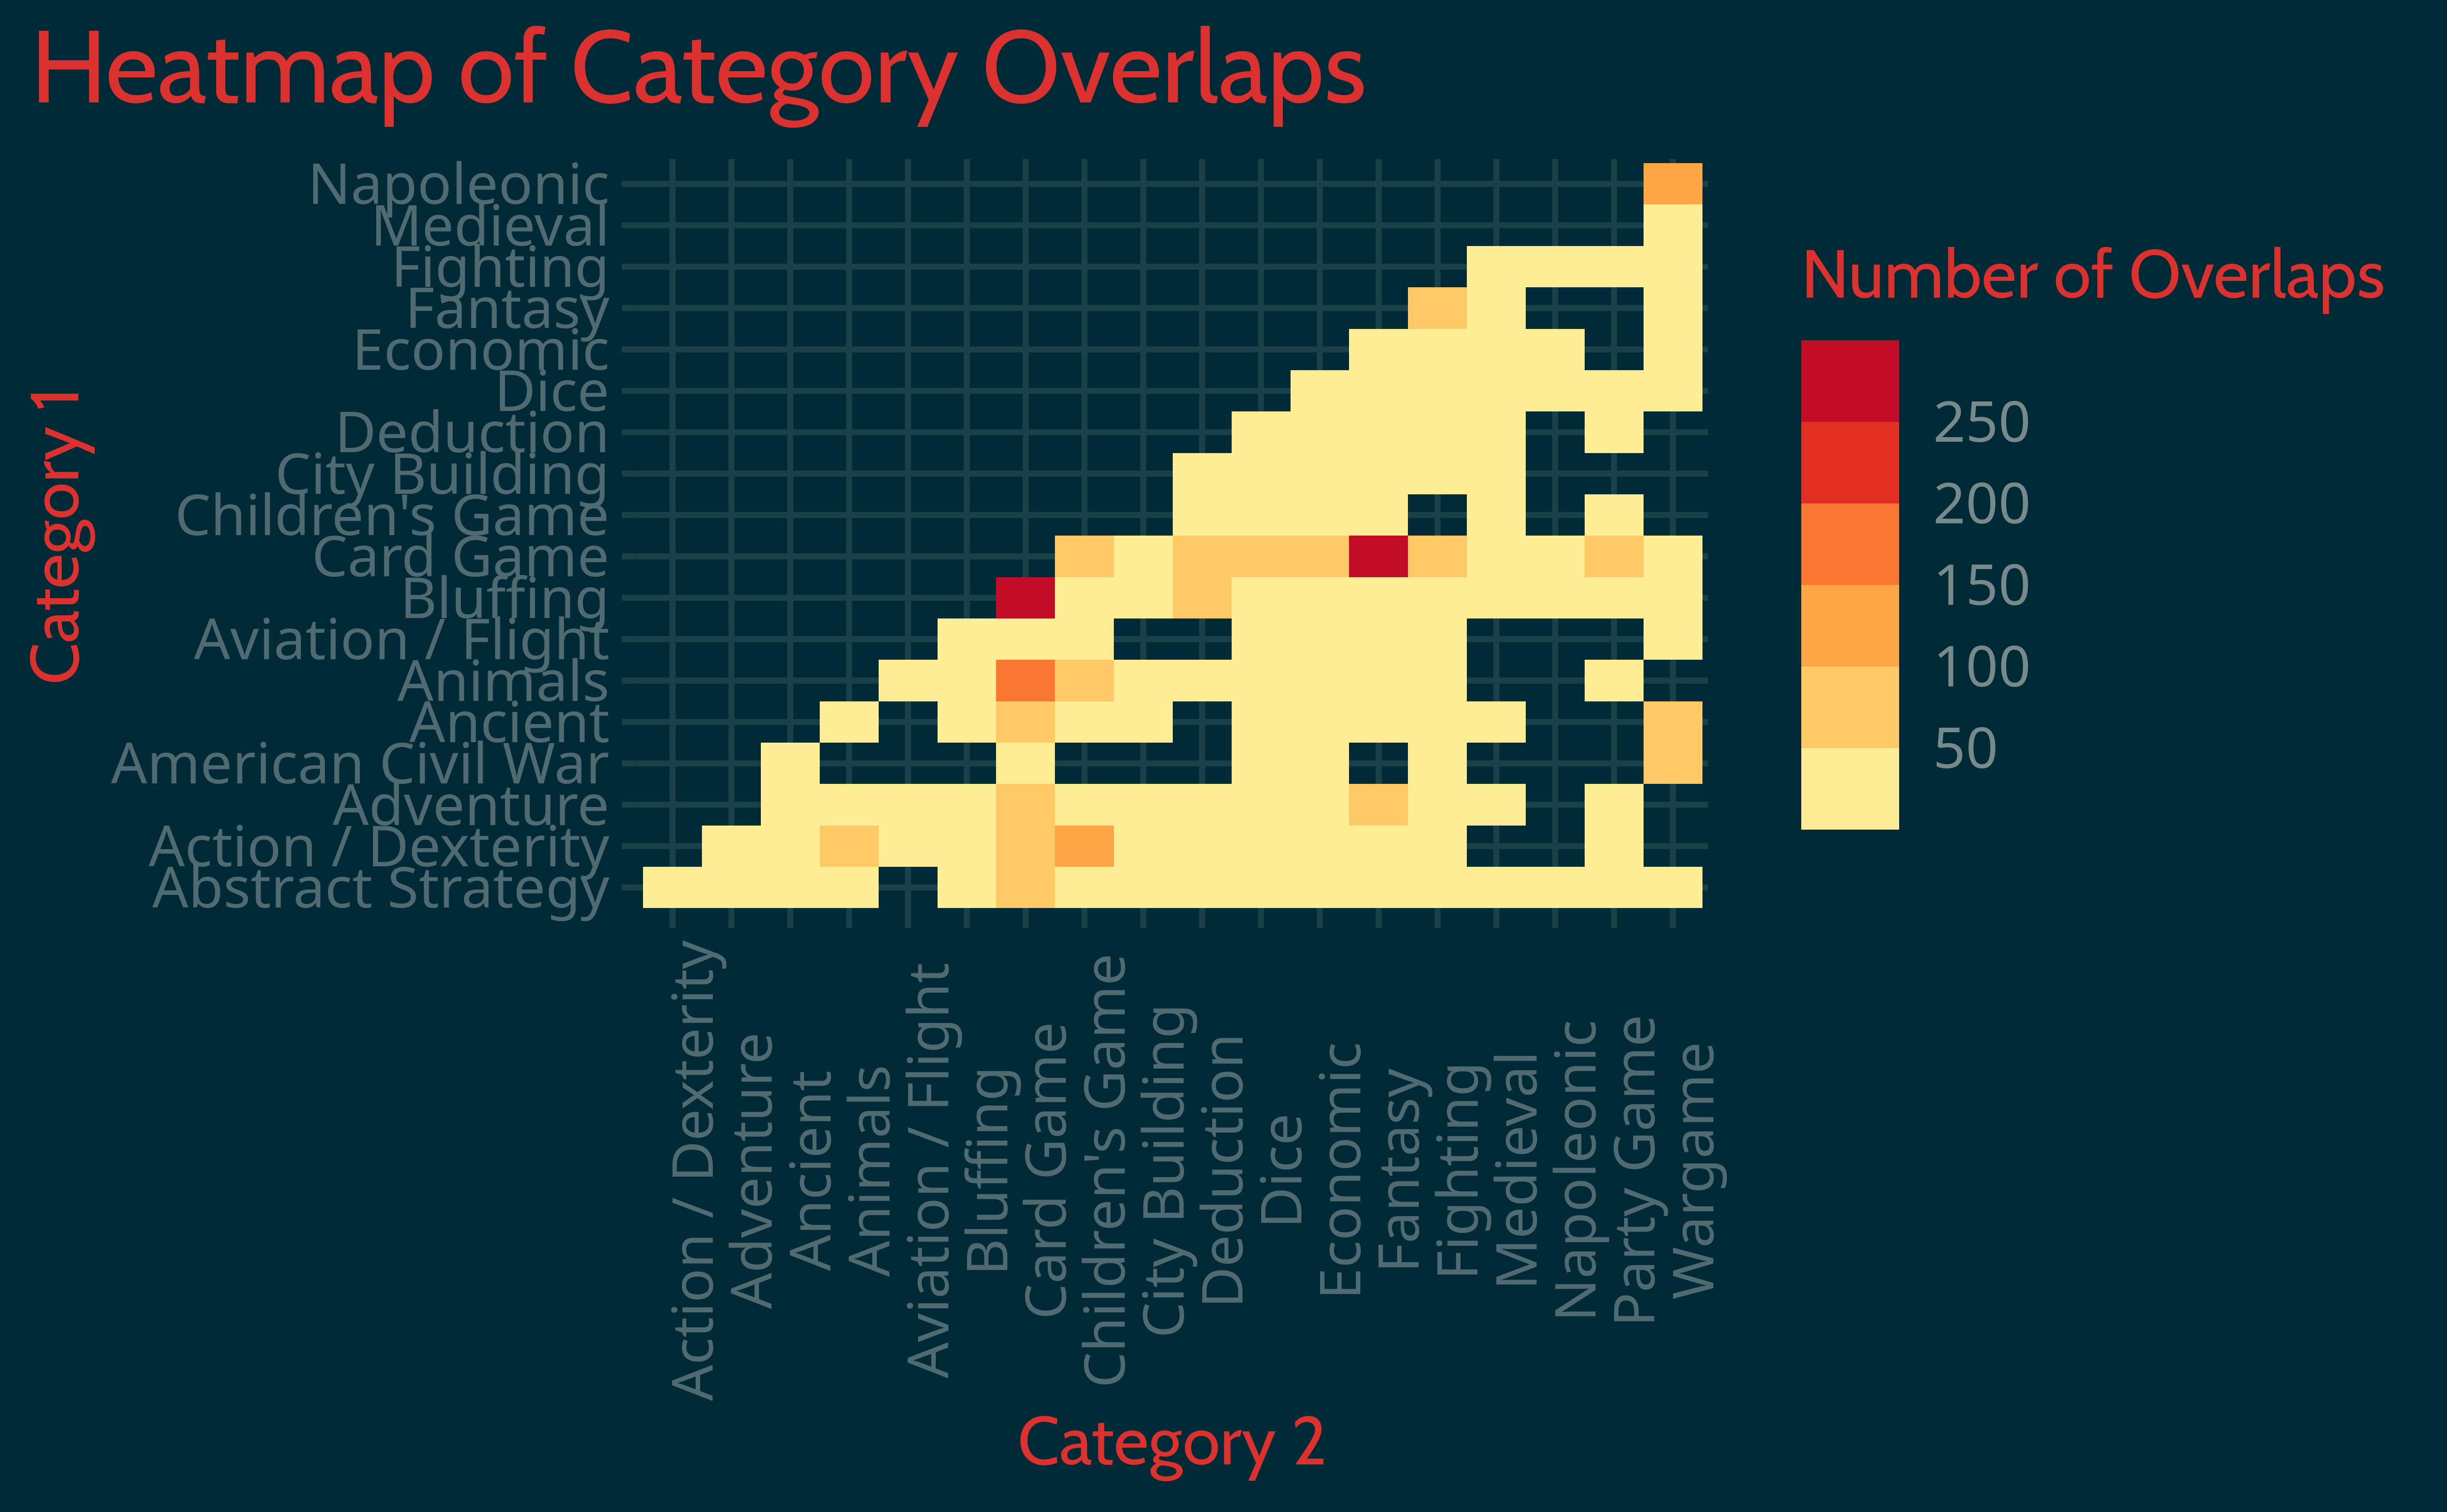 Heatmap of Category Overlaps
Category 1
Napoleonic
Medieval
Fighting
Fantasy
Economic
Dice
Deduction
City Building
Children's Game
Card Game
Bluffing
Aviation / Flight
Animals
Ancient
American Civil War
Adventure
Action / Dexterity
Abstract Strategy
Action / Dexterity
Adventure
Ancient
Animals
Aviation / Flight
Bluffing
Card Game
Children's Game
City Building
Deduction
Dice
Economic
Fantasy
Fighting
Medieval
Napoleonic
Party Game
Wargame
Category 2
Number of Overlaps
250
200
150
100
50